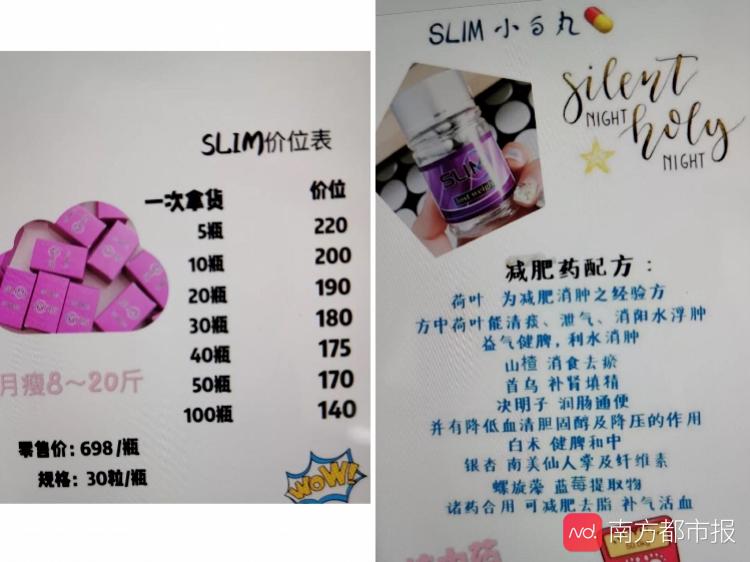 SLIM价位表
一次拿货 价位
5瓶 220
10瓶 200
20瓶 190
30瓶 180
40瓶 175
50瓶 170
100瓶 140
月瘦8~20斤
零售价：698/瓶
规格：30粒/瓶
WOW!
SLIM 小白丸
SLIM
lost weight
silent
NIGHT holy
NIGHT
减肥药配方：
荷叶 为减肥消肿之经验方
方中荷叶能清痰、泄气、消阳水浮肿
益气健脾，利水消肿
山楂 消食去瘀
首乌 补肾填精
决明子 润肠通便
并有降低血清胆固醇及降压的作用
白术 健脾和中
银杏 南美仙人掌及纤维素
螺旋藻 蓝莓提取物
诸药合用 可减肥去脂 补气活血
南方都市报